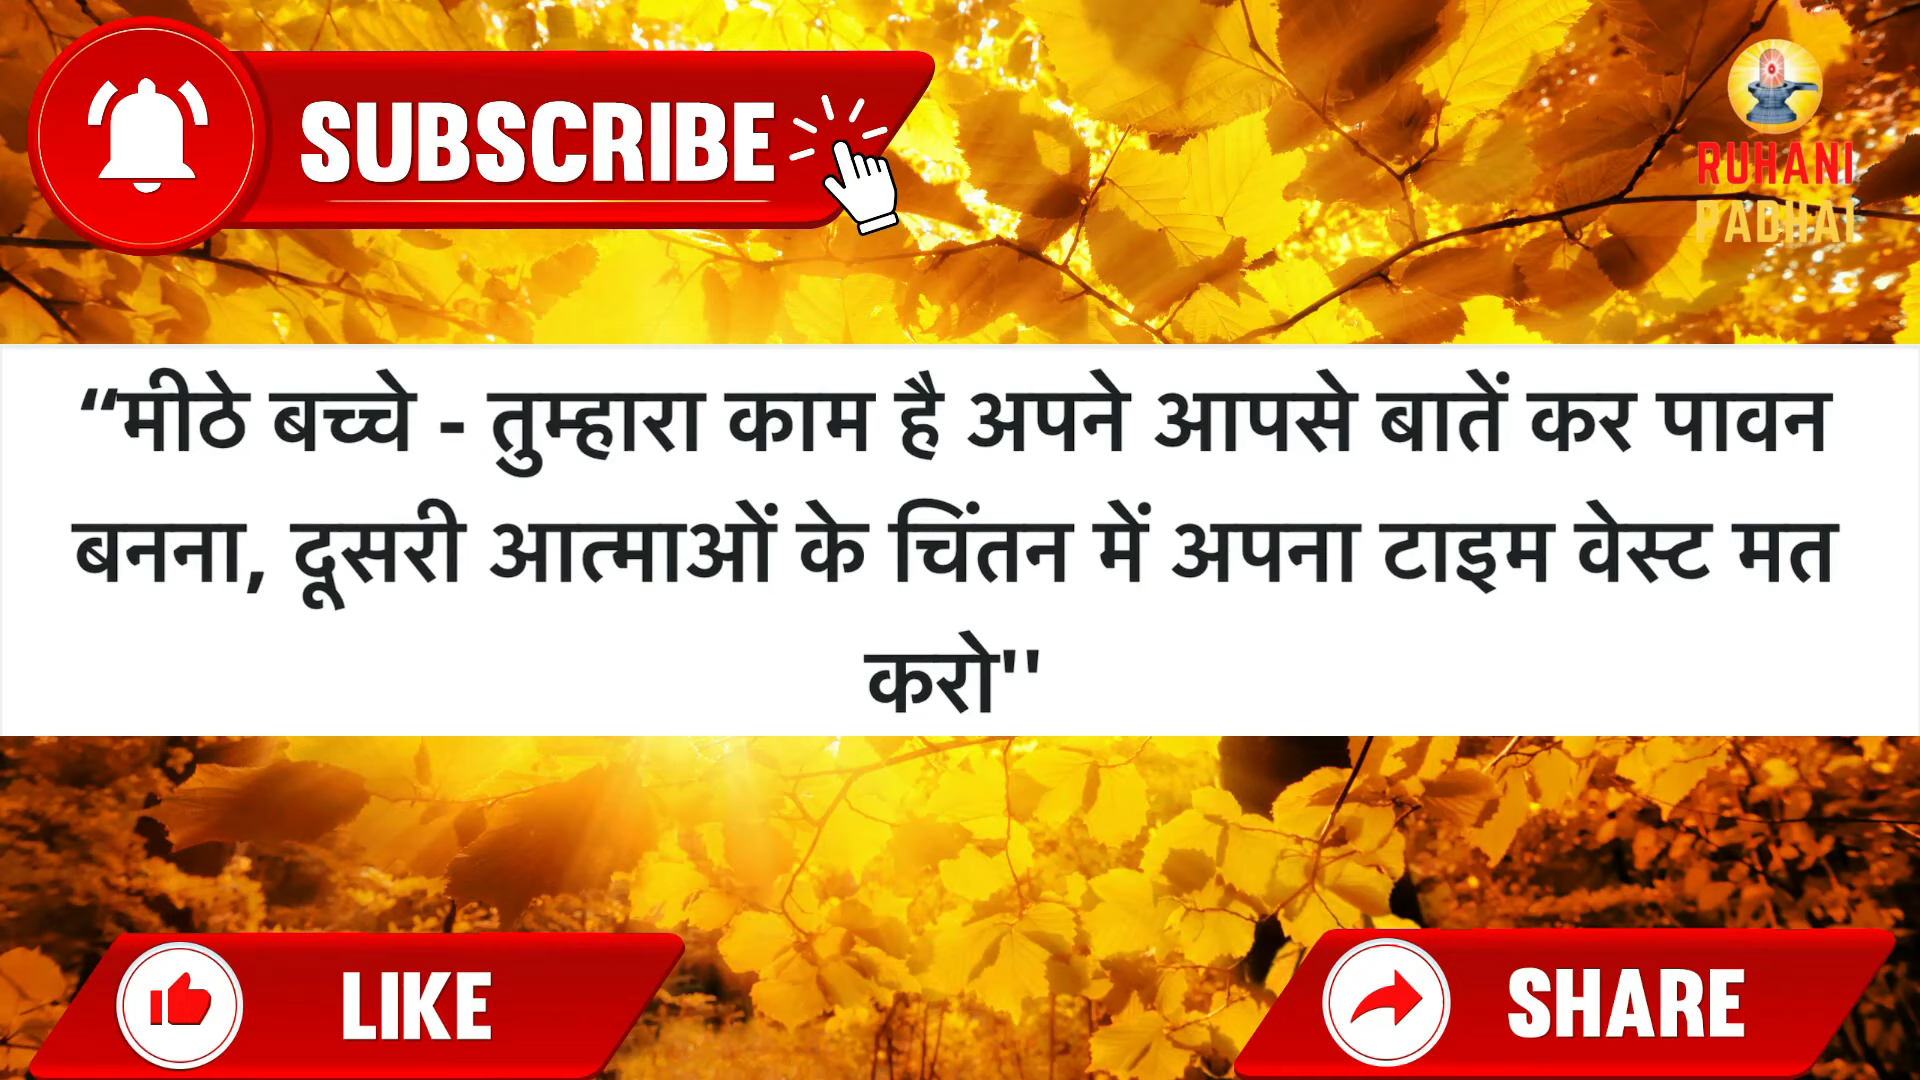 SUBSCRIBE
RUHANI
PADHAI
“मीठे बच्चे - तुम्हारा काम है अपने आपसे बातें कर पावन
बनना, दूसरी आत्माओं के चिंतन में अपना टाइम वेस्ट मत
करो''
LIKE
SHARE